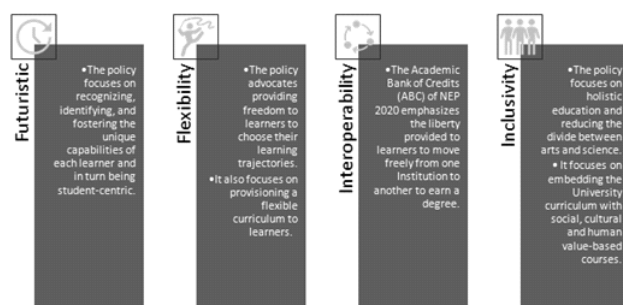 Futuristic
•The policy
focuses on
recognizing,
identifying, and
fostering the
unique
capabilities of
each learner and
in turn being
student-centric.
Flexibility
•The policy
advocates
providing
freedom to
learners to
choose their
learning
trajectories.
•It also focuses on
provisioning a
flexible
curriculum to
learners.
Interoperability
•The Academic
Bank of Credits
(ABC) of NEP
2020 emphasizes
the liberty
provided to
learners to move
freely from one
Institution to
another to earn a
degree.
Inclusivity
•The policy
focuses on
holistic
education and
reducing the
divide between
arts and science.
• It focuses on
embedding the
University
curriculum with
social, cultural
and human
value-based
courses.